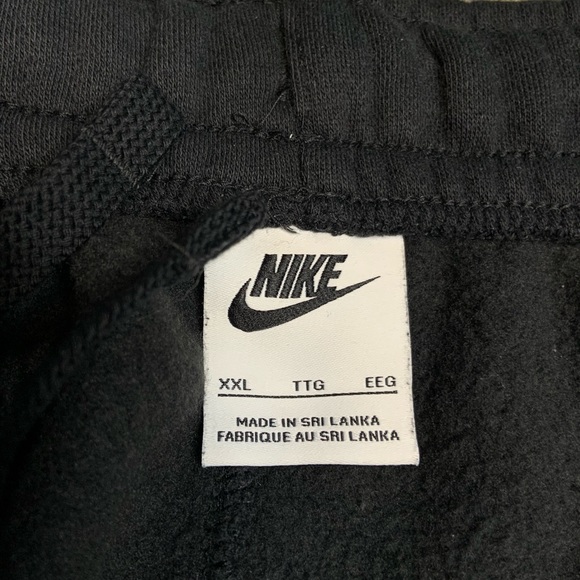 NIKE
XXL TTG EEG
MADE IN SRI LANKA
FABRIQUE AU SRI LANKA